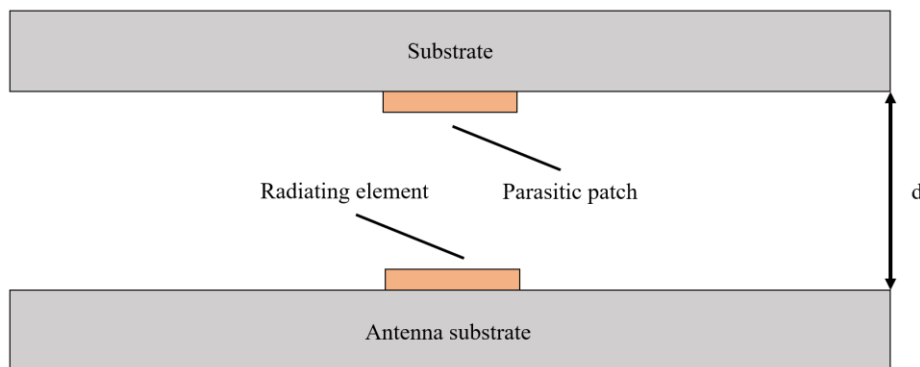 Substrate
Radiating element
Parasitic patch
d
Antenna substrate